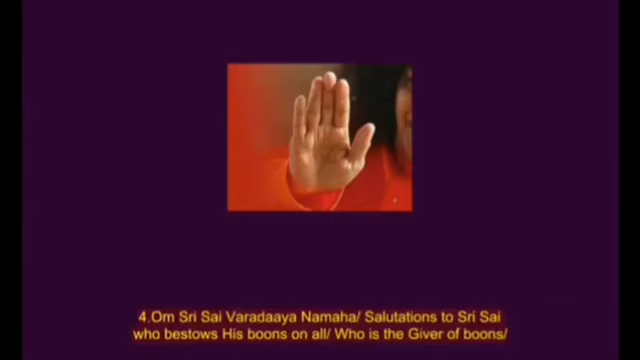 4.Om Sri Sai Varadaaya Namaha/ Salutations to Sri Sai
who bestows His boons on all/ Who is the Giver of boons/